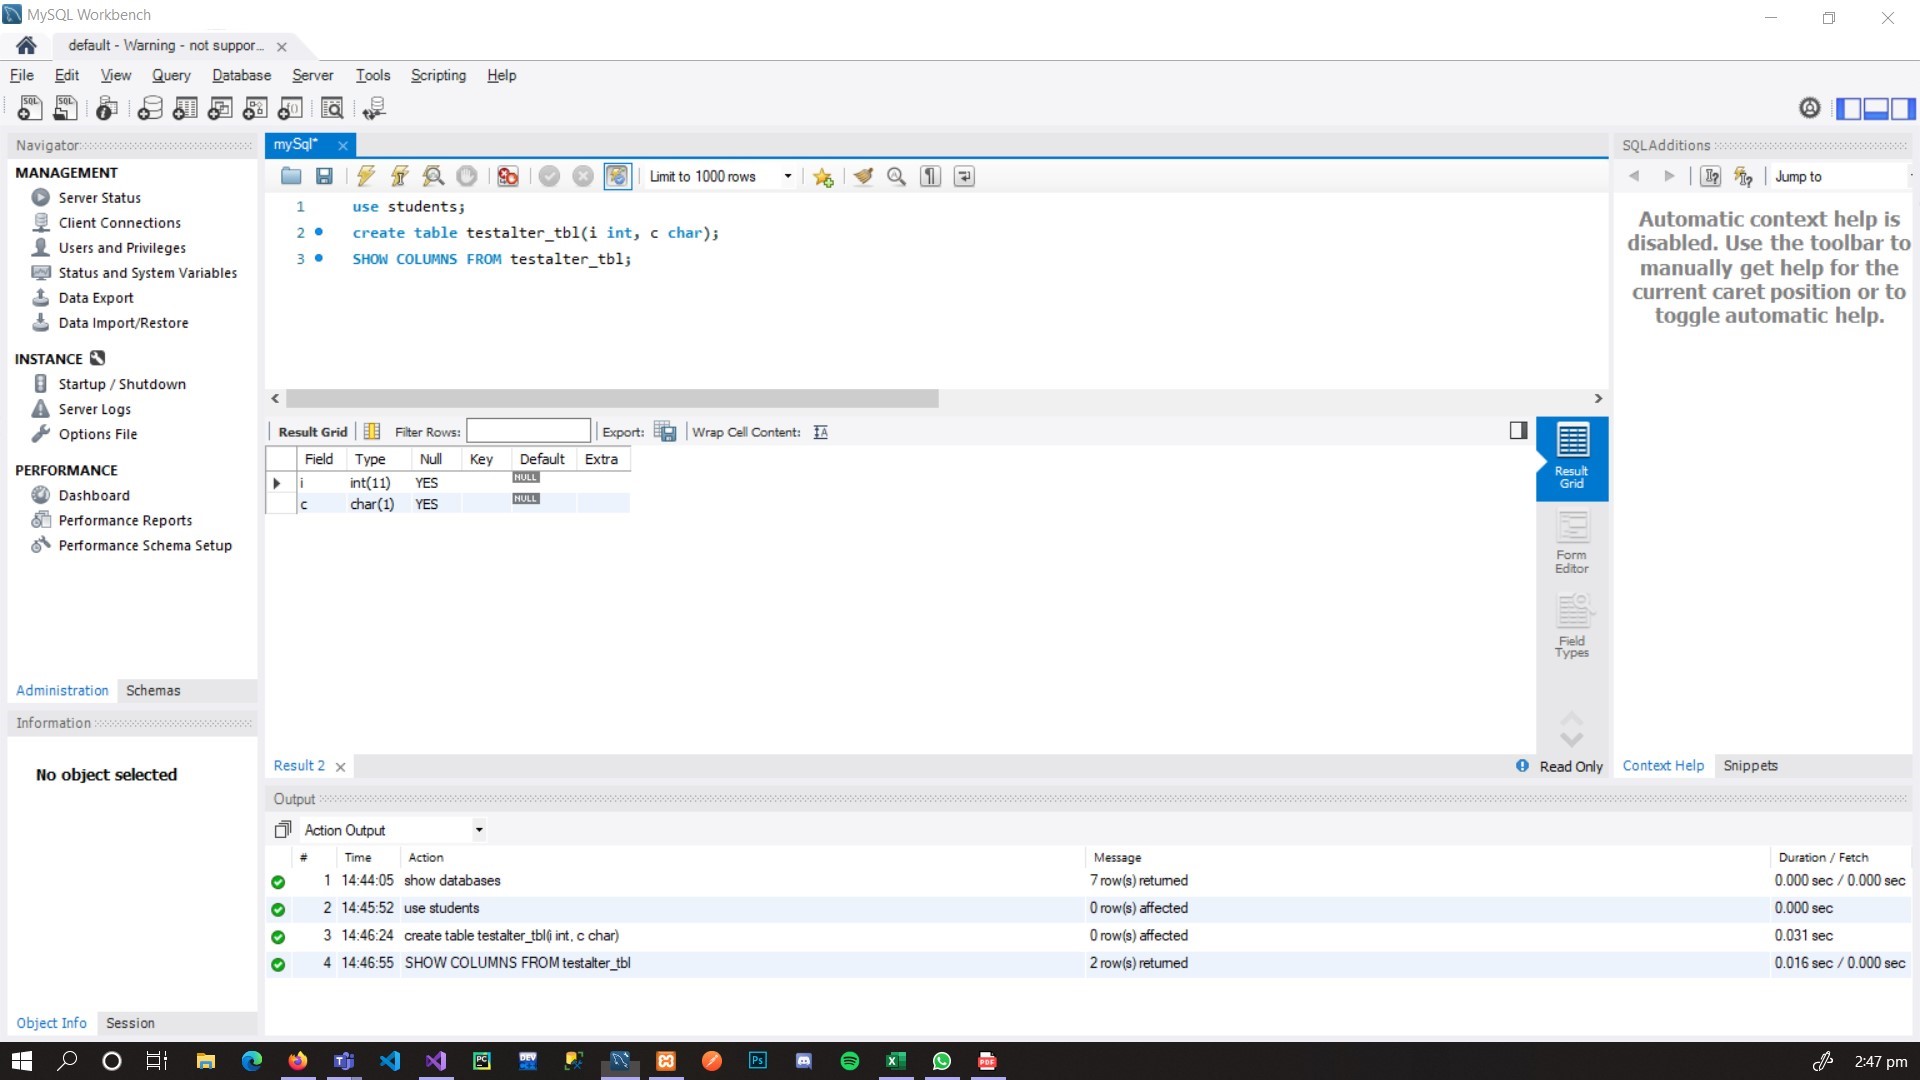 MySQL Workbench
default - Warning - not suppor...
File Edit View Query Database Server Tools Scripting Help
Navigator
MANAGEMENT
Server Status
Client Connections
Users and Privileges
Status and System Variables
Data Export
Data Import/Restore
INSTANCE
Startup / Shutdown
Server Logs
Options File
PERFORMANCE
Dashboard
Performance Reports
Performance Schema Setup
Administration Schemas
Information
No object selected
Object Info Session
mySql*
Limit to 1000 rows
1 use students;
2 create table testalter_tbl(i int, c char);
3 SHOW COLUMNS FROM testalter_tbl;
Result Grid Filter Rows: Export: Wrap Cell Content:
Field Type Null Key Default Extra
i int(11) YES NULL
c char(1) YES NULL
Result Grid
Form Editor
Field Types
Result 2
Read Only
SQLAdditions
Jump to
Automatic context help is
disabled. Use the toolbar to
manually get help for the
current caret position or to
toggle automatic help.
Context Help Snippets
Output
Action Output
# Time Action Message Duration / Fetch
1 14:44:05 show databases 7 row(s) returned 0.000 sec / 0.000 sec
2 14:45:52 use students 0 row(s) affected 0.000 sec
3 14:46:24 create table testalter_tbl(i int, c char) 0 row(s) affected 0.031 sec
4 14:46:55 SHOW COLUMNS FROM testalter_tbl 2 row(s) returned 0.016 sec / 0.000 sec
2:47 pm